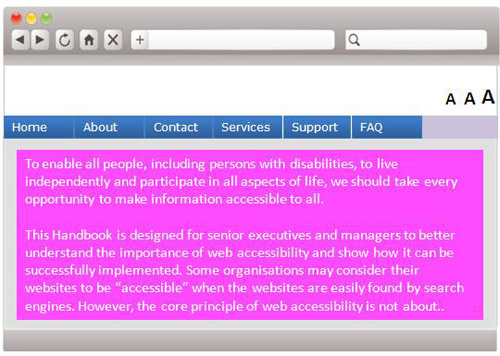 A A A
Home About Contact Services Support FAQ
To enable all people, including persons with disabilities, to live
independently and participate in all aspects of life, we should take every
opportunity to make information accessible to all.
This Handbook is designed for senior executives and managers to better
understand the importance of web accessibility and show how it can be
successfully implemented. Some organisations may consider their
websites to be “accessible” when the websites are easily found by search
engines. However, the core principle of web accessibility is not about..